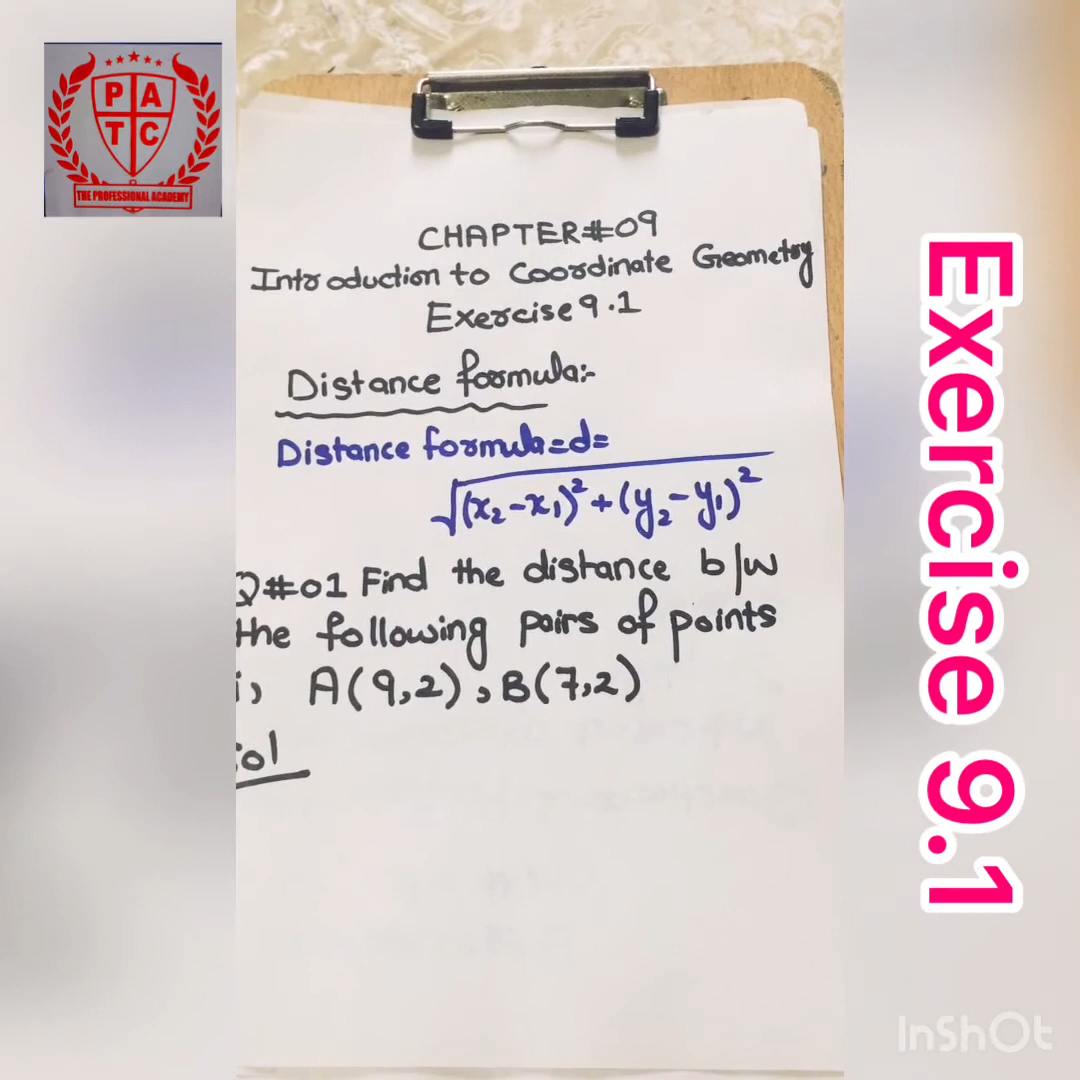 P A
T C
THE PROFESSIONAL ACADEMY
CHAPTER#09
Introduction to Coordinate Geometry
Exercise 9.1
Distance formula:-
Distance formula=d=
√(x₂-x₁)²+(y₂-y₁)²
Q#01 Find the distance b/w
the following pairs of points
i, A(9,2), B(7,2)
Sol
Exercise 9.1
InShOt